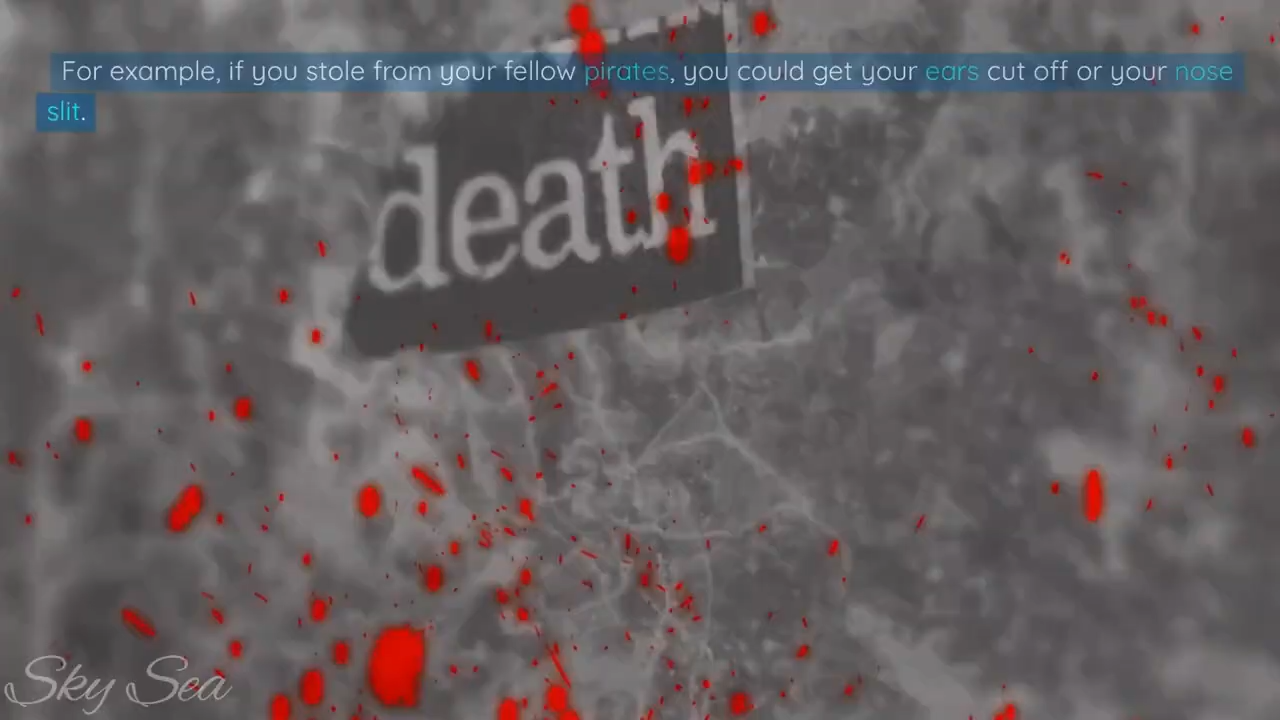 For example, if you stole from your fellow pirates, you could get your ears cut off or your nose
slit.
death
Sky Sea